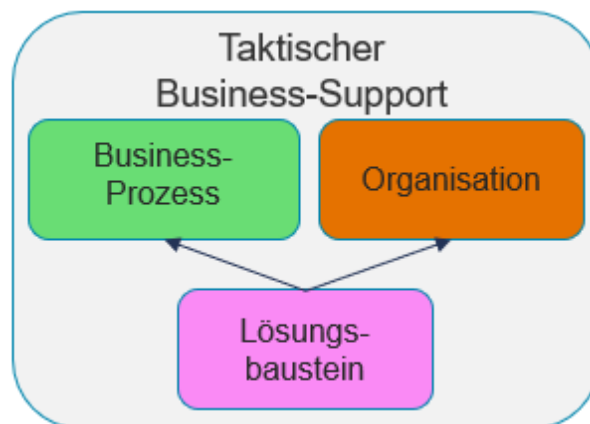 Taktischer
Business-Support
Business-
Prozess
Organisation
Lösungs-
baustein